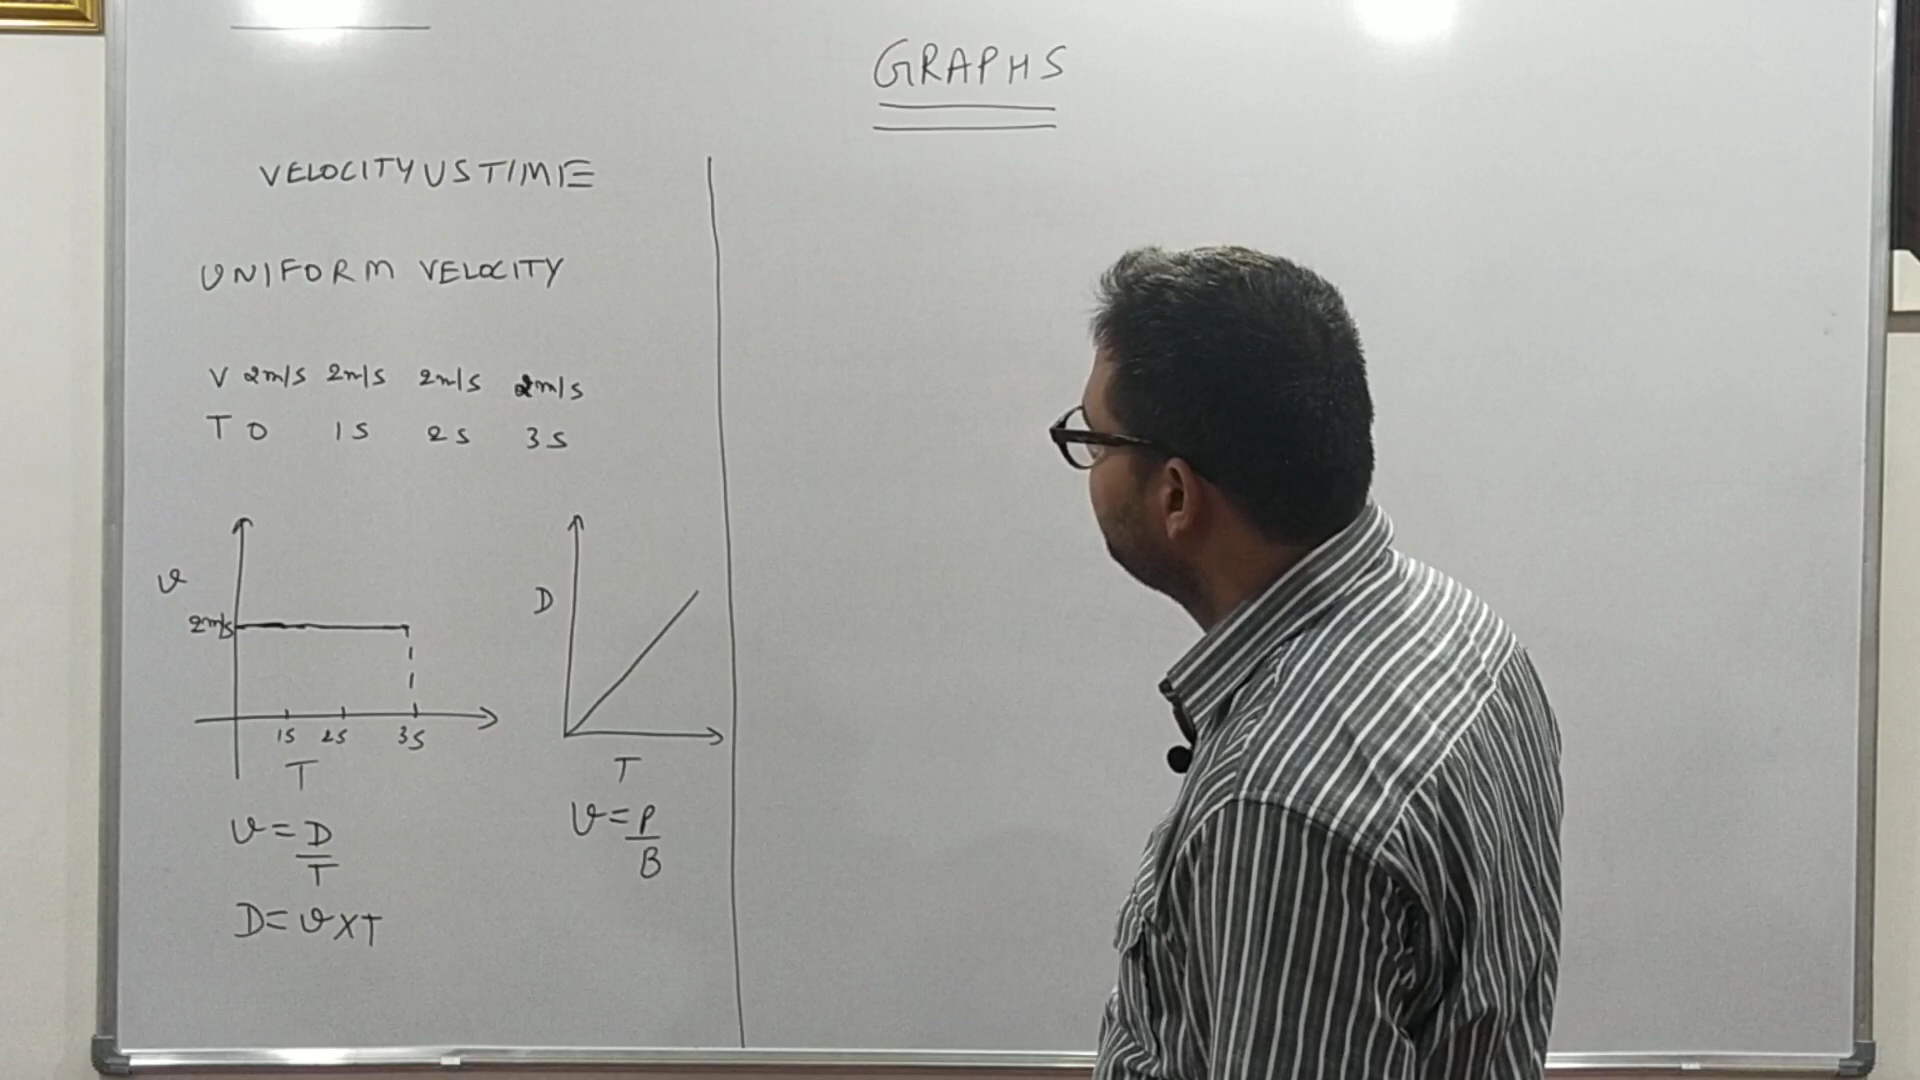 GRAPHS
VELOCITY VS TIME
UNIFORM VELOCITY
V 2m/s 2m/s 2m/s 2m/s
T 0 1s 2s 3s
v
2m/s
1s 2s 3s
T
v = D
T
D = v X T
D
T
v = P
B